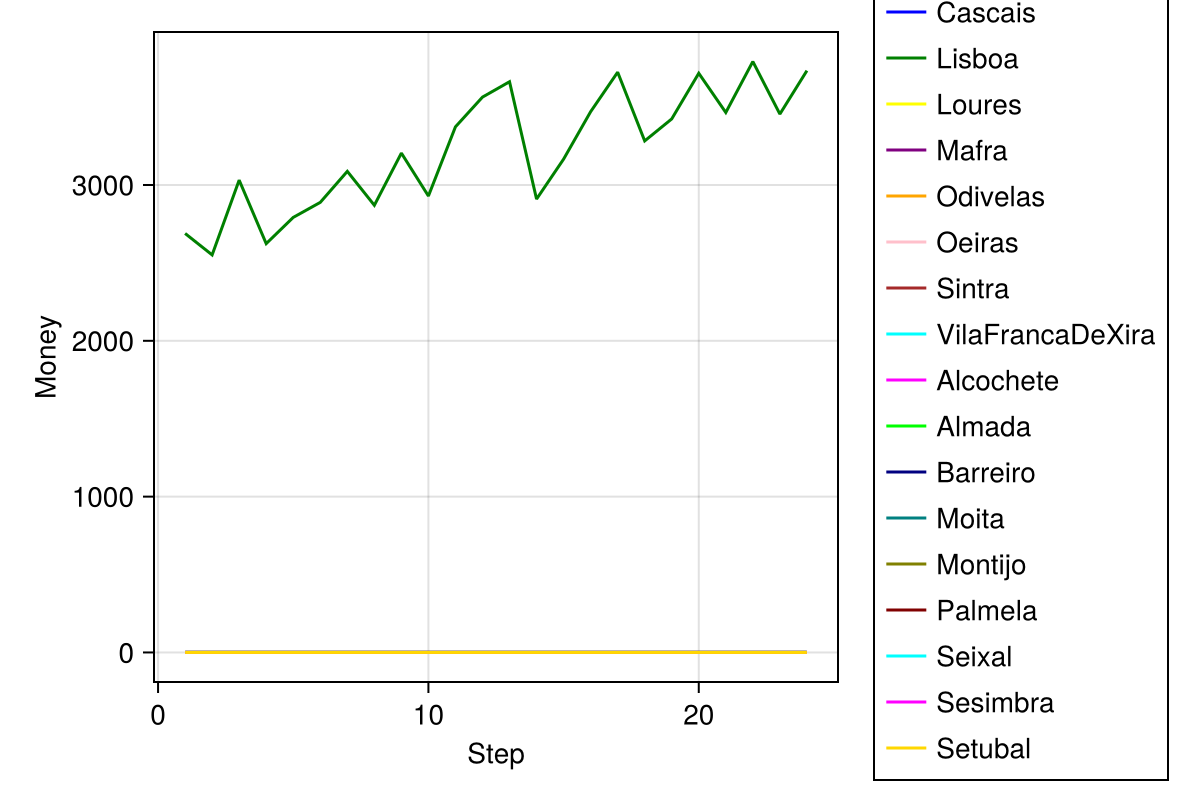 Money
3000
2000
1000
0
0
10
20
Step
Cascais
Lisboa
Loures
Mafra
Odivelas
Oeiras
Sintra
VilaFrancaDeXira
Alcochete
Almada
Barreiro
Moita
Montijo
Palmela
Seixal
Sesimbra
Setubal